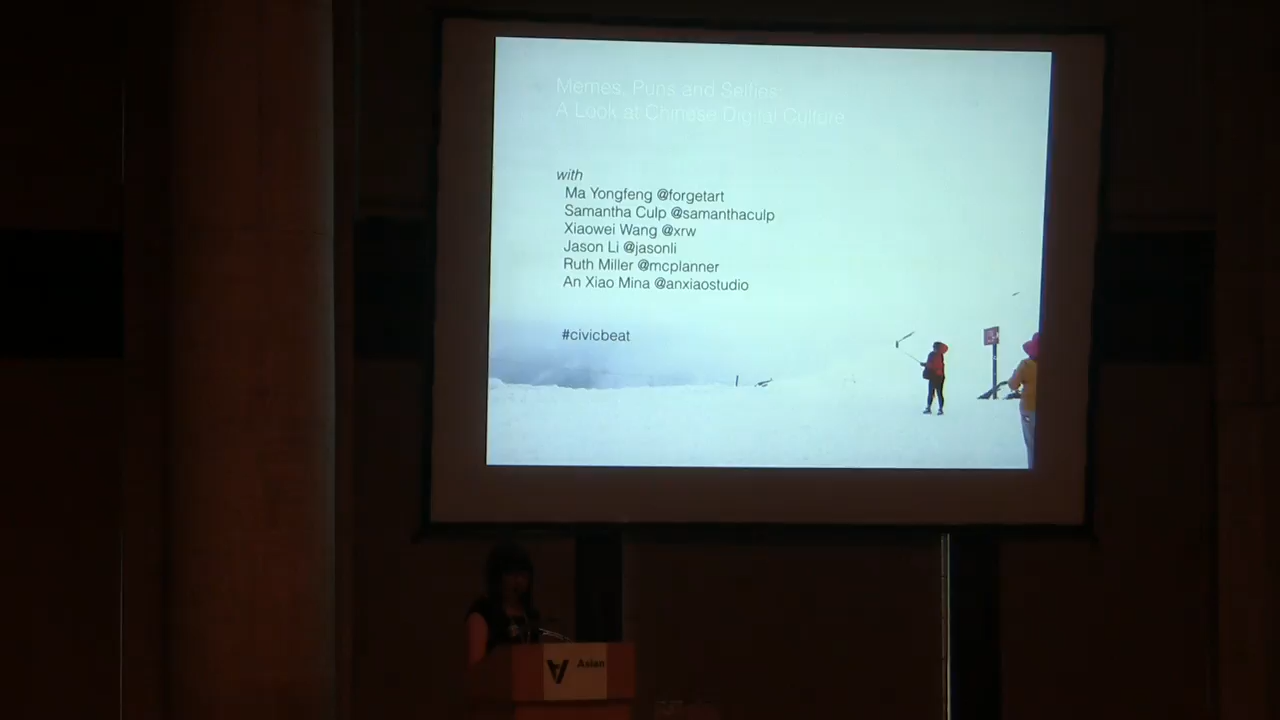 Memes, Puns and Selfies:
A Look at Chinese Digital Culture
with
Ma Yongfeng @forgetart
Samantha Culp @samanthaculp
Xiaowei Wang @xrw
Jason Li @jasonli
Ruth Miller @mcplanner
An Xiao Mina @anxiaostudio
#civicbeat
Asian